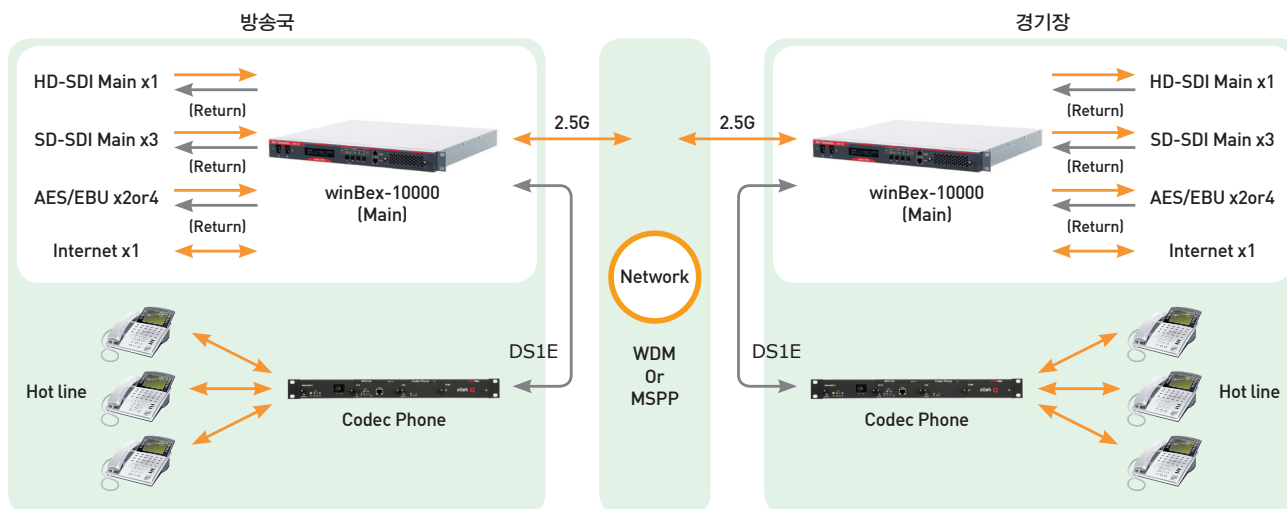 방송국
경기장
HD-SDI Main x1
(Return)
SD-SDI Main x3
(Return)
AES/EBU x2or4
(Return)
Internet x1
winBex-10000
(Main)
2.5G
2.5G
winBex-10000
(Main)
HD-SDI Main x1
(Return)
SD-SDI Main x3
(Return)
AES/EBU x2or4
(Return)
Internet x1
Network
WDM
Or
MSPP
DS1E
DS1E
Hot line
Codec Phone
Codec Phone
Hot line